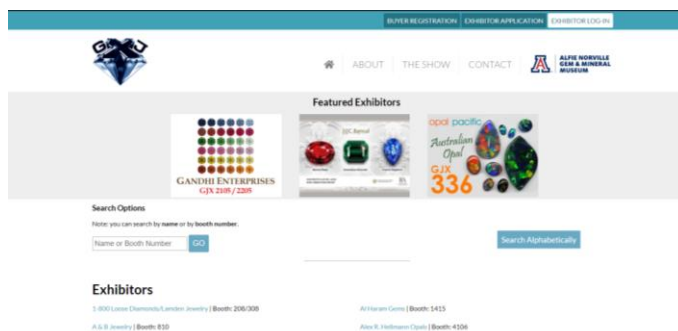 BUYER REGISTRATION EXHIBITOR APPLICATION EXHIBITOR LOG-IN
GJX
ABOUT THE SHOW CONTACT A ALFIE NORVILLE
GEM & MINERAL
MUSEUM
Featured Exhibitors
GANDHI ENTERPRISES
GJX 2105 / 2205
opal pacific
Australian
Opal
GJX
336
Search Options
Note: you can search by name or by booth number.
Name or Booth Number GO
Search Alphabetically
Exhibitors
1-800 Loose Diamonds/Lamden Jewelry | Booth: 208/308
Al Haram Gems | Booth: 1415
A & B Jewelry | Booth: 810
Alex R. Heitmann Opals | Booth: 4106